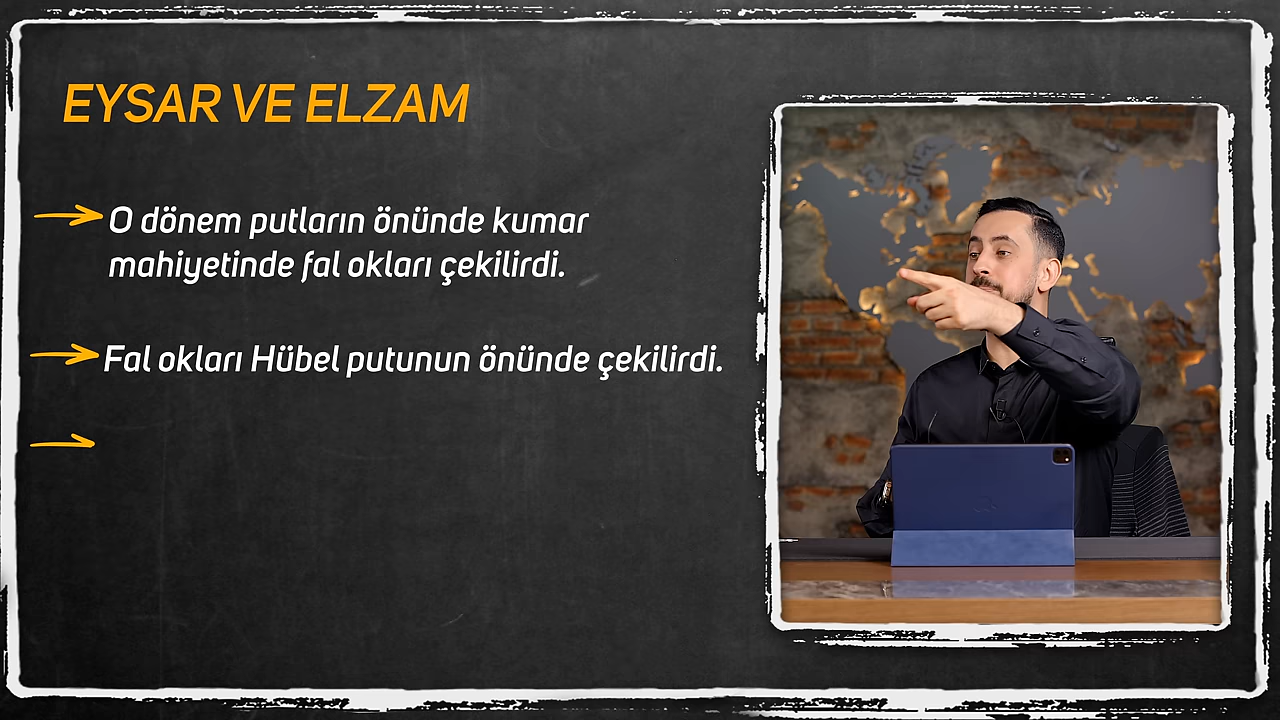 EYSAR VE ELZAM
O dönem putların önünde kumar
mahiyetinde fal okları çekilirdi.
Fal okları Hübel putunun önünde çekilirdi.